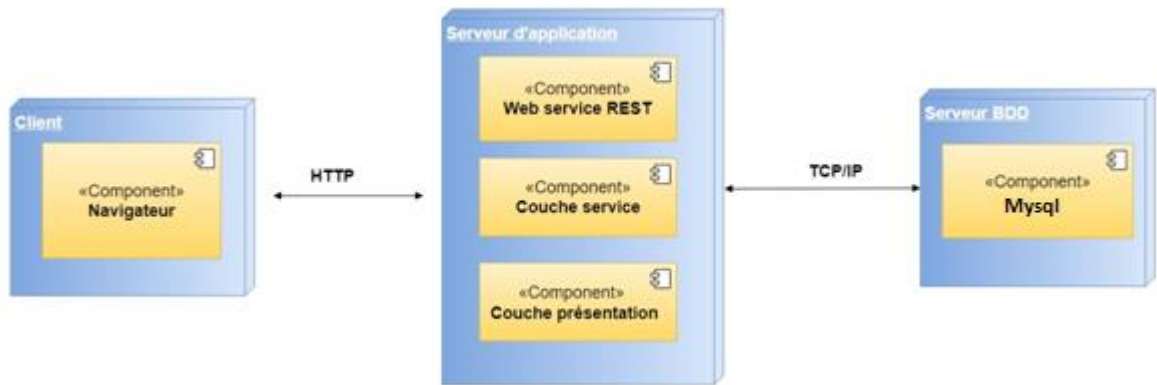 Client
«Component»
Navigateur
HTTP
Serveur d'application
«Component»
Web service REST
«Component»
Couche service
«Component»
Couche présentation
TCP/IP
Serveur BDD
«Component»
Mysql